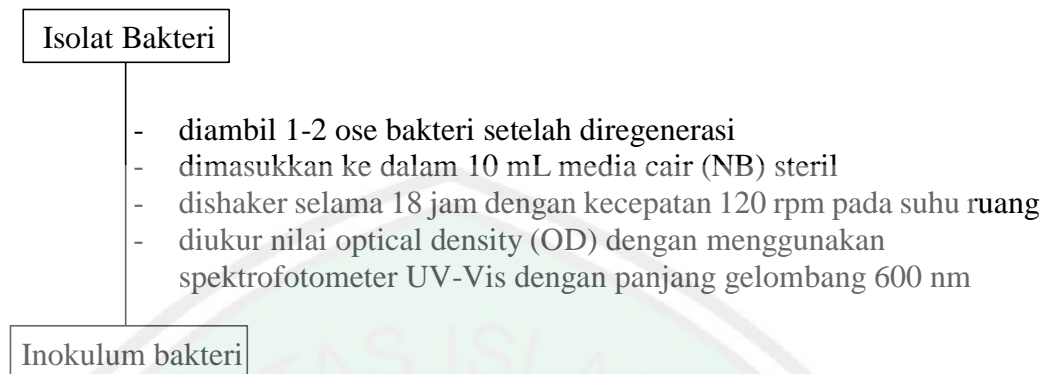 Isolat Bakteri
- diambil 1-2 ose bakteri setelah diregenerasi
- dimasukkan ke dalam 10 mL media cair (NB) steril
- dishaker selama 18 jam dengan kecepatan 120 rpm pada suhu ruang
- diukur nilai optical density (OD) dengan menggunakan
spektrofotometer UV-Vis dengan panjang gelombang 600 nm
Inokulum bakteri